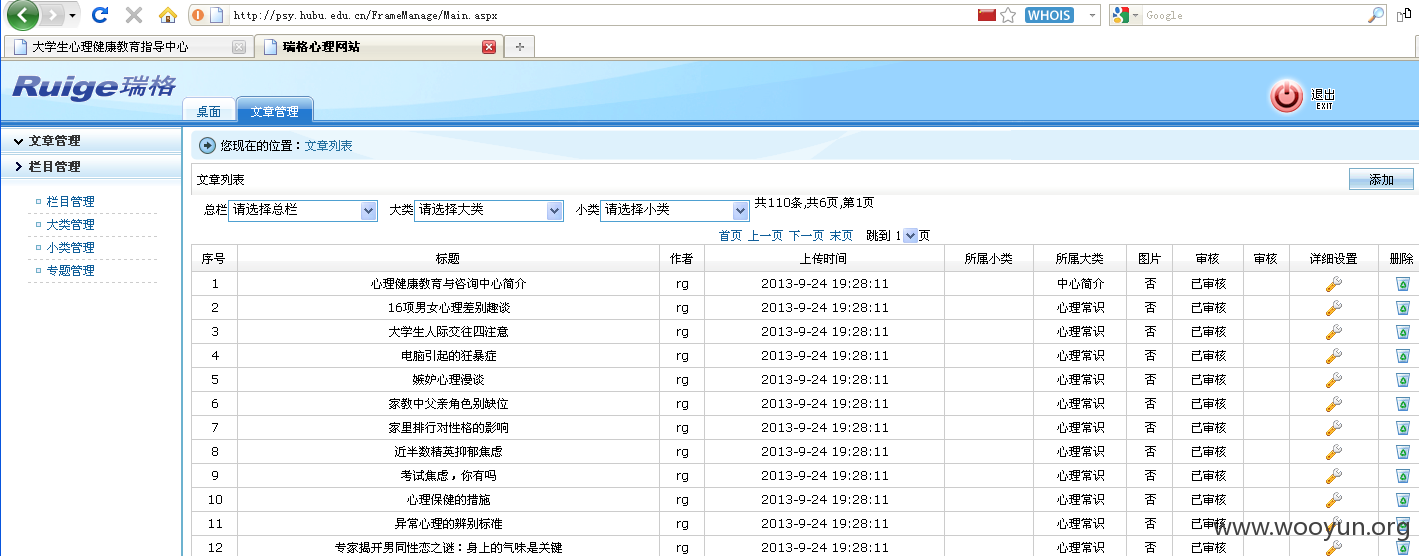 http://psy.hubu.edu.cn/FrameManage/Main.aspx WHOIS Google
大学生心理健康教育指导中心 瑞格心理网站
Ruige瑞格
桌面 文章管理 退出
EXIT
文章管理
栏目管理
栏目管理
大类管理
小类管理
专题管理
您现在的位置：文章列表
文章列表 添加
总栏 请选择总栏 大类 请选择大类 小类 请选择小类 共110条,共6页,第1页
首页 上一页 下一页 末页 跳到 1 页
序号 标题 作者 上传时间 所属小类 所属大类 图片 审核 审核 详细设置 删除
1 心理健康教育与咨询中心简介 rg 2013-9-24 19:28:11 中心简介 否 已审核
2 16项男女心理差别趣谈 rg 2013-9-24 19:28:11 心理常识 否 已审核
3 大学生人际交往四注意 rg 2013-9-24 19:28:11 心理常识 否 已审核
4 电脑引起的狂暴症 rg 2013-9-24 19:28:11 心理常识 否 已审核
5 嫉妒心理漫谈 rg 2013-9-24 19:28:11 心理常识 否 已审核
6 家教中父亲角色别缺位 rg 2013-9-24 19:28:11 心理常识 否 已审核
7 家里排行对性格的影响 rg 2013-9-24 19:28:11 心理常识 否 已审核
8 近半数精英抑郁焦虑 rg 2013-9-24 19:28:11 心理常识 否 已审核
9 考试焦虑，你有吗 rg 2013-9-24 19:28:11 心理常识 否 已审核
10 心理保健的措施 rg 2013-9-24 19:28:11 心理常识 否 已审核
11 异常心理的辨别标准 rg 2013-9-24 19:28:11 心理常识 否 已审核
12 专家揭开男同性恋之谜：身上的气味是关键 rg 2013-9-24 19:28:11 心理常识 否 已审核
www.wooyun.org